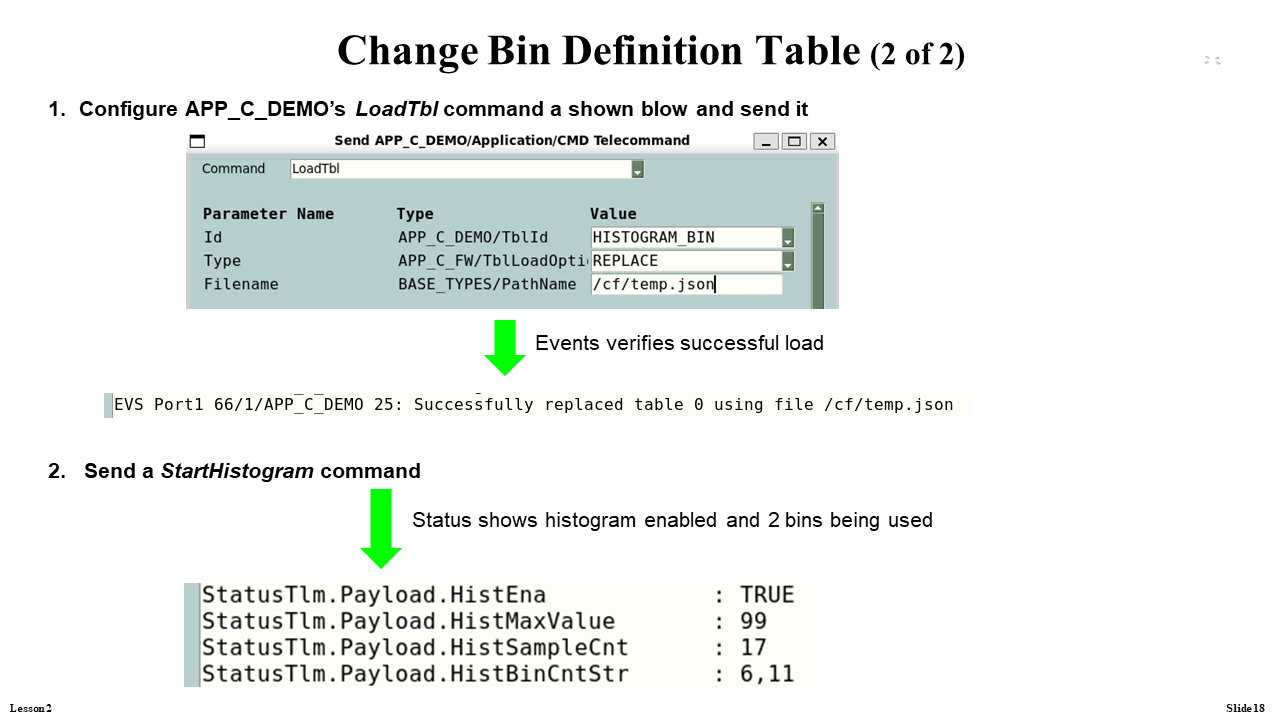 Change Bin Definition Table (2 of 2)
1. Configure APP_C_DEMO’s LoadTbl command a shown blow and send it
Send APP_C_DEMO/Application/CMD Telecommand
Command LoadTbl
Parameter Name Type Value
Id APP_C_DEMO/TblId HISTOGRAM_BIN
Type APP_C_FW/TblLoadOpti REPLACE
Filename BASE_TYPES/PathName /cf/temp.json
Events verifies successful load
EVS Port1 66/1/APP_C_DEMO 25: Successfully replaced table 0 using file /cf/temp.json
2. Send a StartHistogram command
Status shows histogram enabled and 2 bins being used
StatusTlm.Payload.HistEna : TRUE
StatusTlm.Payload.HistMaxValue : 99
StatusTlm.Payload.HistSampleCnt : 17
StatusTlm.Payload.HistBinCntStr : 6,11
Lesson 2 Slide 18